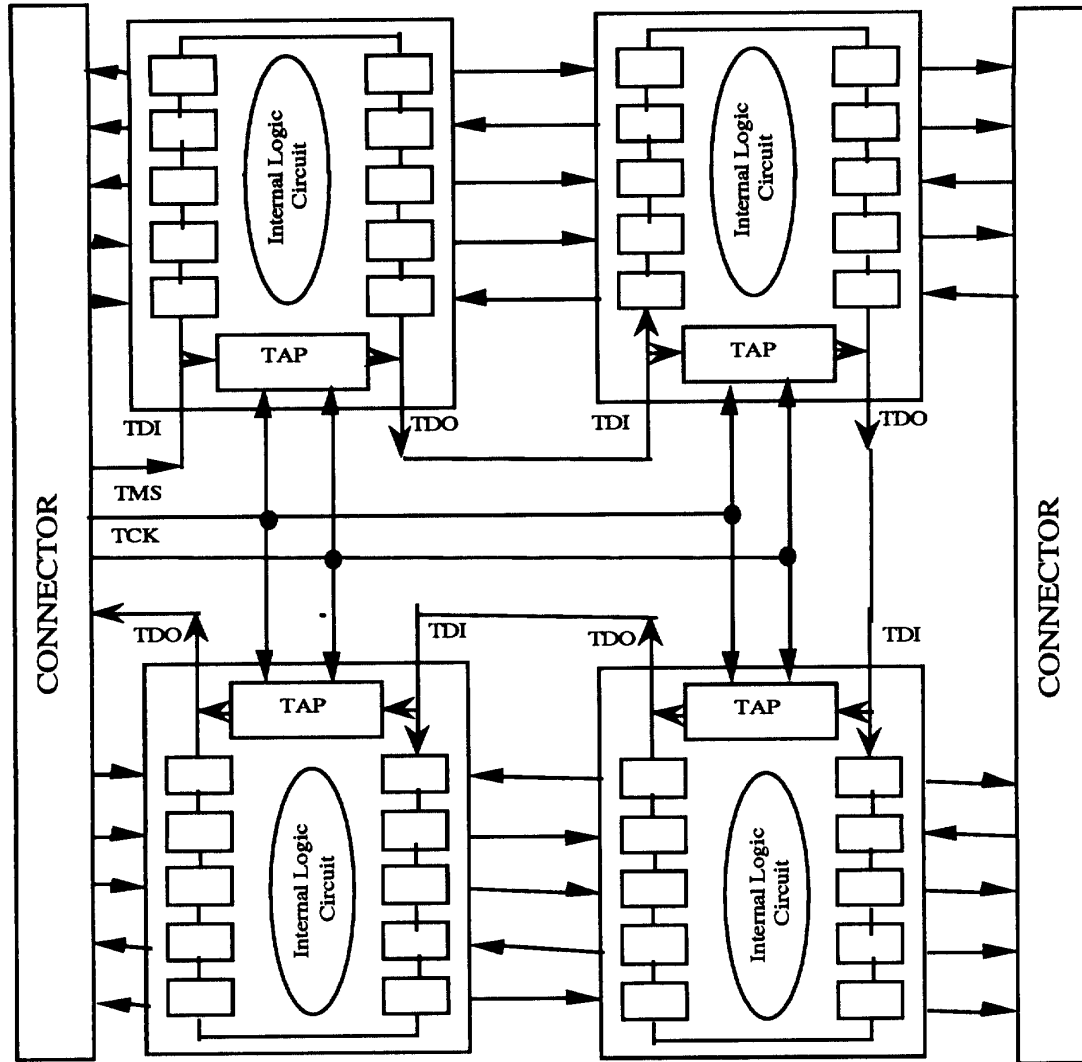 CONNECTOR
Internal Logic
Circuit
TAP
TDI
TDO
Internal Logic
Circuit
TAP
TDI
TDO
CONNECTOR
TMS
TCK
TDO
TDI
TAP
Internal Logic
Circuit
TDO
TDI
TAP
Internal Logic
Circuit